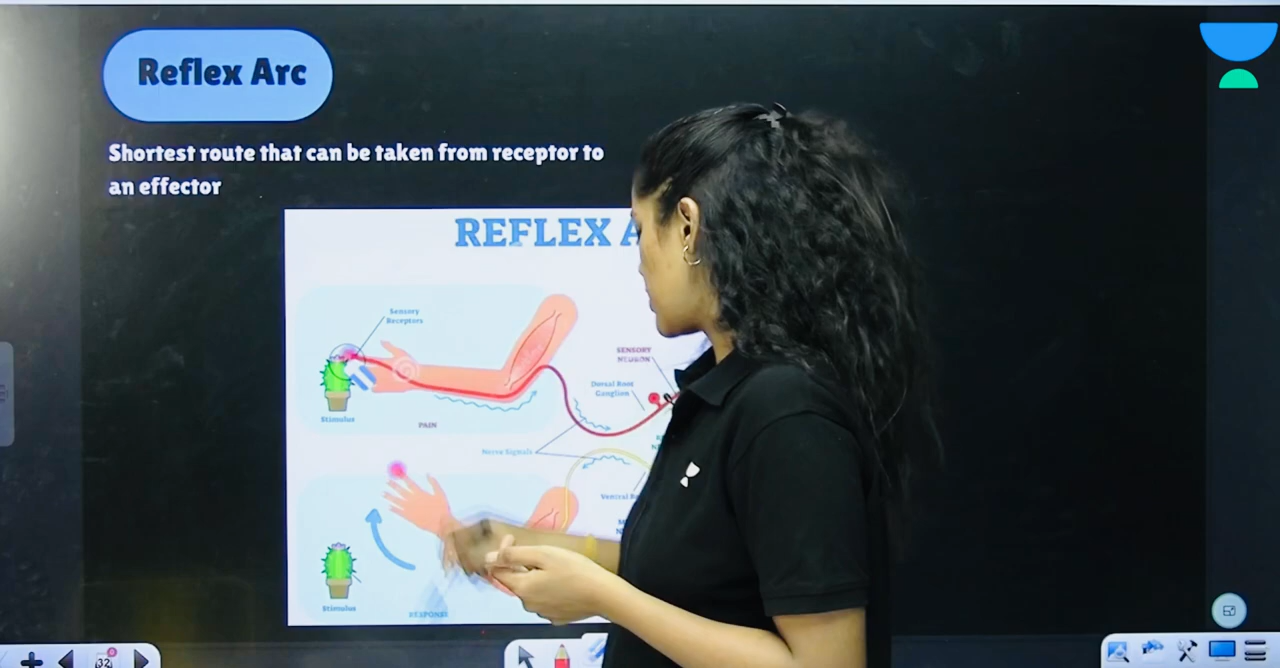 Reflex Arc
Shortest route that can be taken from receptor to
an effector
REFLEX A
Sensory
Receptors
SENSORY
NEURON
Dorsal Root
Ganglion
Stimulus
PAIN
Nerve Signals
Ventral
Stimulus
RESPONSE
32